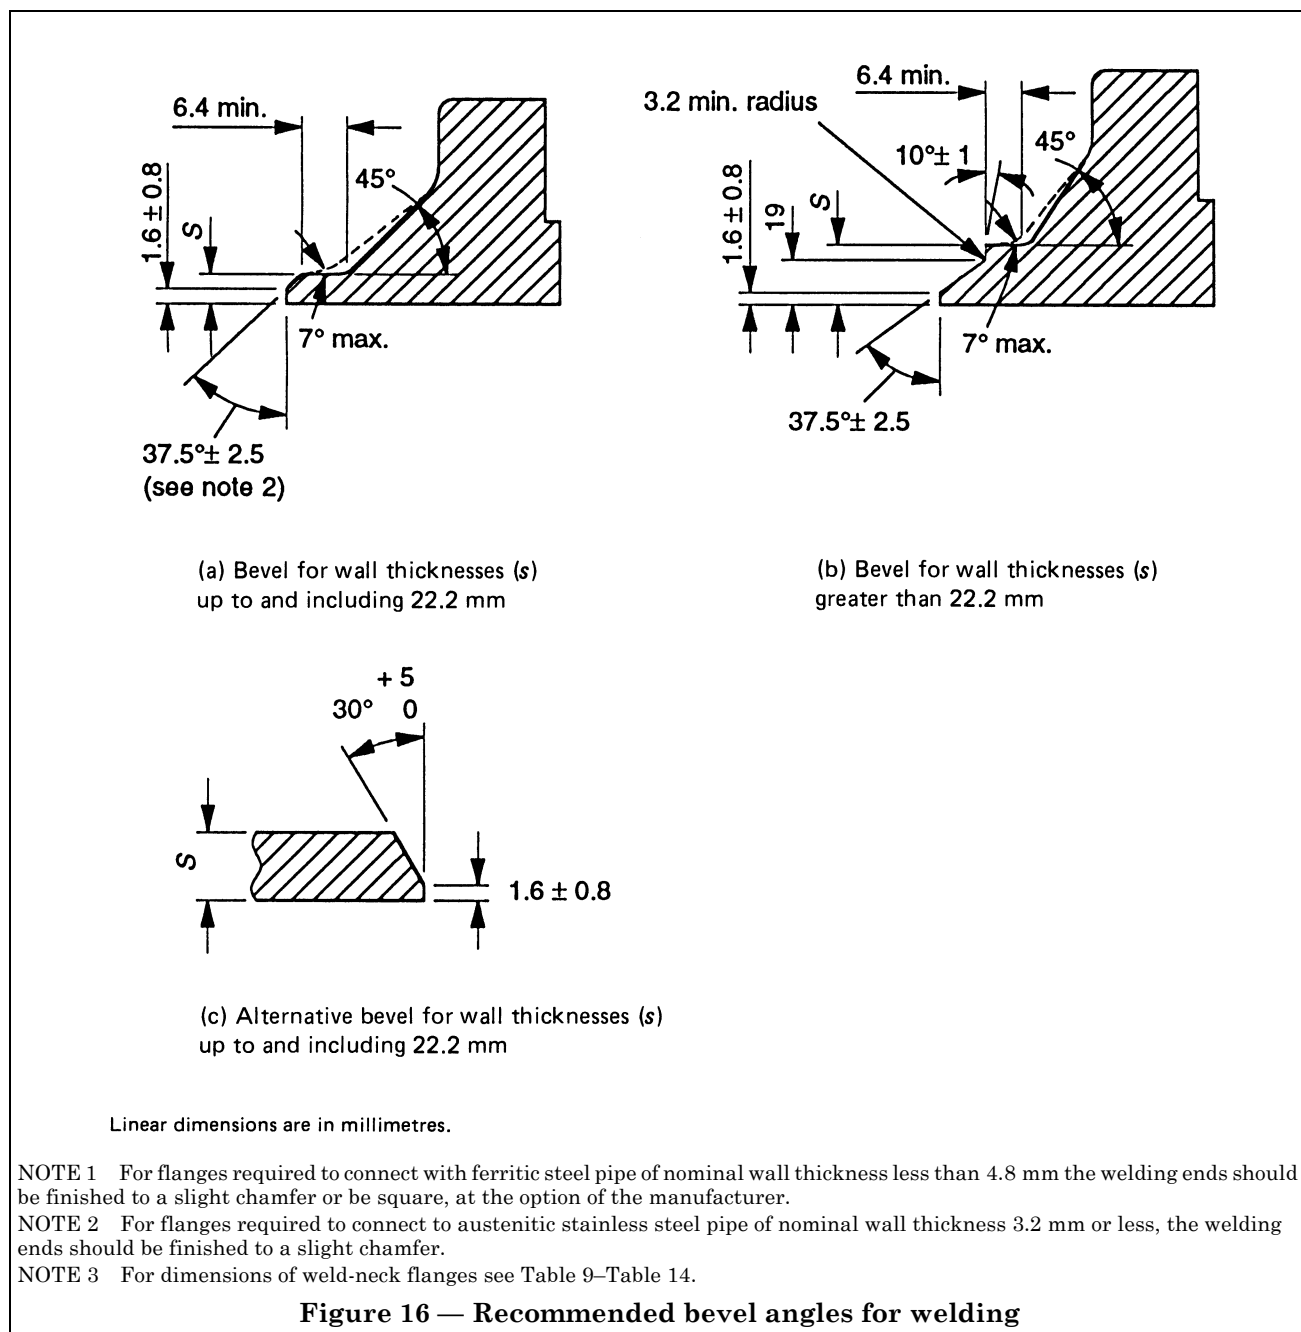 6.4 min.
45°
1.6 ± 0.8
S
7° max.
37.5°± 2.5
(see note 2)
(a) Bevel for wall thicknesses (s)
up to and including 22.2 mm
6.4 min.
3.2 min. radius
10°± 1
45°
1.6 ± 0.8
19
S
7° max.
37.5°± 2.5
(b) Bevel for wall thicknesses (s)
greater than 22.2 mm
+ 5
30° 0
S
1.6 ± 0.8
(c) Alternative bevel for wall thicknesses (s)
up to and including 22.2 mm
Linear dimensions are in millimetres.
NOTE 1 For flanges required to connect with ferritic steel pipe of nominal wall thickness less than 4.8 mm the welding ends should
be finished to a slight chamfer or be square, at the option of the manufacturer.
NOTE 2 For flanges required to connect to austenitic stainless steel pipe of nominal wall thickness 3.2 mm or less, the welding
ends should be finished to a slight chamfer.
NOTE 3 For dimensions of weld-neck flanges see Table 9–Table 14.
Figure 16 — Recommended bevel angles for welding